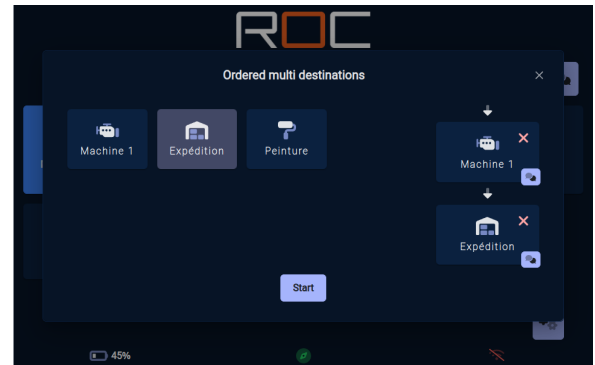 ROC
Ordered multi destinations
Machine 1
Expédition
Peinture
Machine 1
Expédition
Start
45%